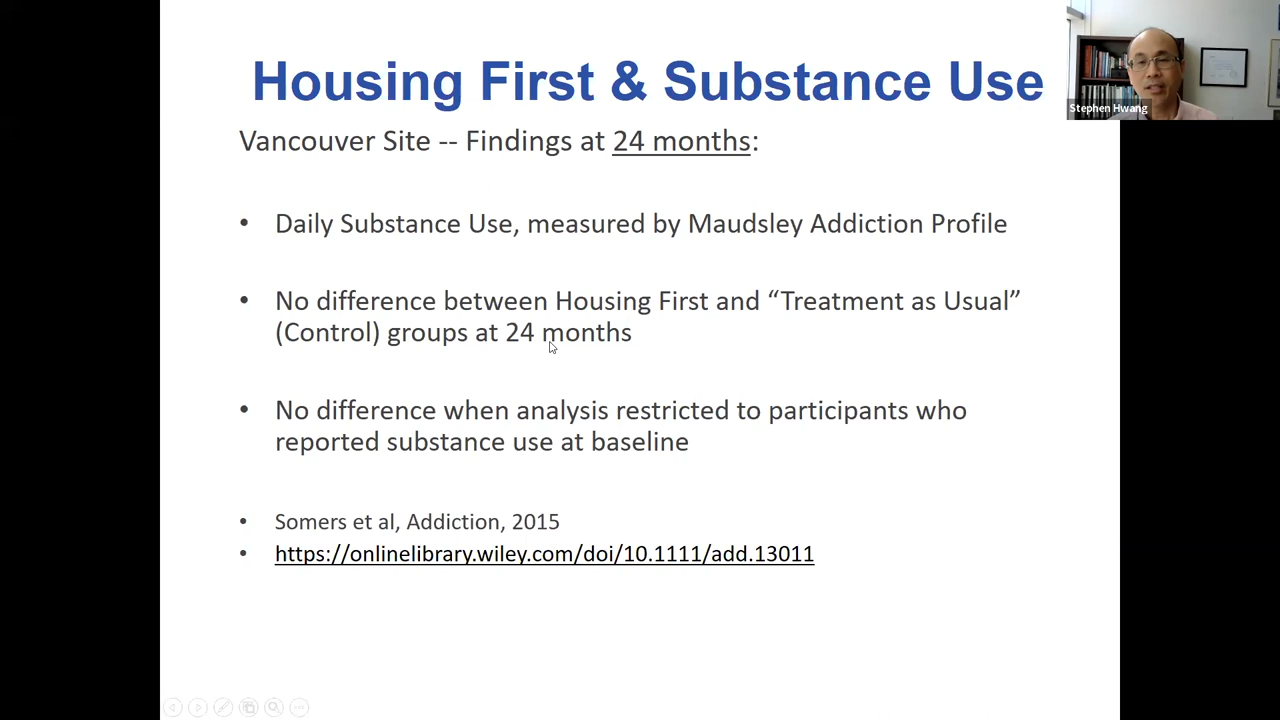 Housing First & Substance Use
Stephen Hwang
Vancouver Site -- Findings at 24 months:
• Daily Substance Use, measured by Maudsley Addiction Profile
• No difference between Housing First and “Treatment as Usual”
(Control) groups at 24 months
• No difference when analysis restricted to participants who
reported substance use at baseline
• Somers et al, Addiction, 2015
• https://onlinelibrary.wiley.com/doi/10.1111/add.13011